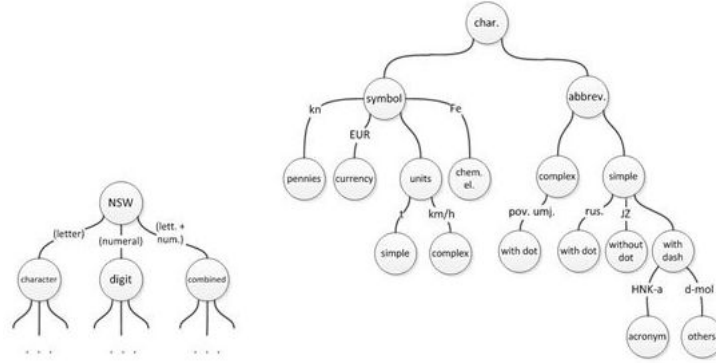 char.
symbol
abbrev.
kn
EUR
Fe
pennies
currency
units
chem.
el.
complex
simple
t
km/h
simple
complex
pov. umj.
rus.
JZ
with dot
with dot
without
dot
with
dash
HNK-a
d-mol
acronym
others
NSW
(letter)
(numeral)
(lett. +
num.)
character
digit
combined
. . .
. . .
. . .